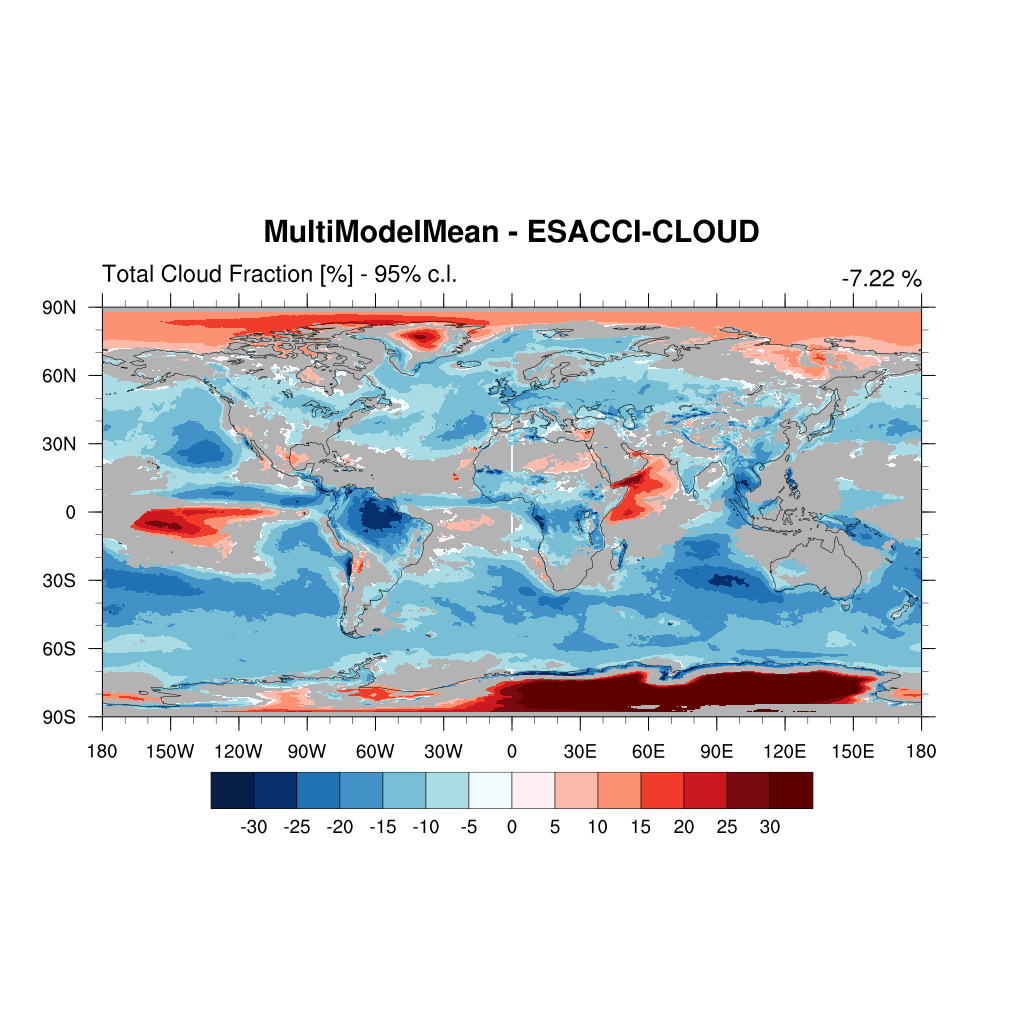 MultiModelMean - ESACCI-CLOUD
Total Cloud Fraction [%] - 95% c.l.
-7.22 %
90N
60N
30N
0
30S
60S
90S
180 150W 120W 90W 60W 30W 0 30E 60E 90E 120E 150E 180
-30 -25 -20 -15 -10 -5 0 5 10 15 20 25 30